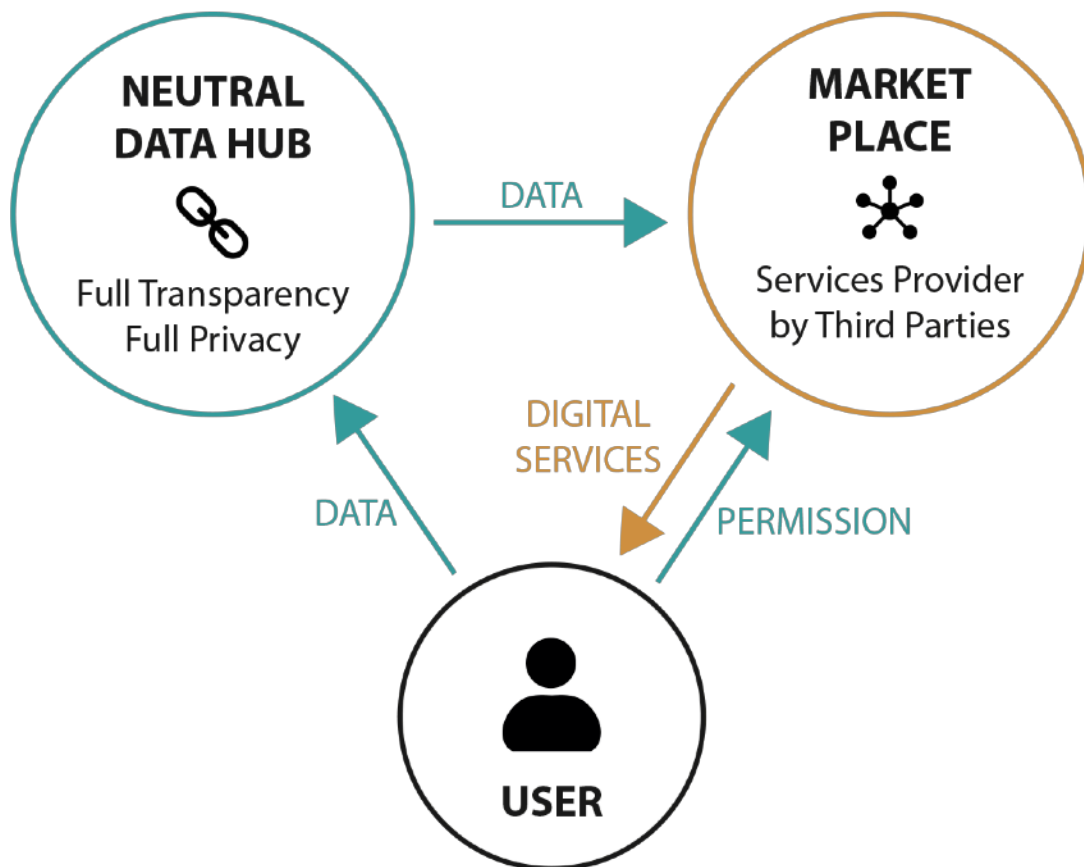 NEUTRAL
DATA HUB
Full Transparency
Full Privacy
DATA
MARKET
PLACE
Services Provider
by Third Parties
DIGITAL
SERVICES
DATA
PERMISSION
USER